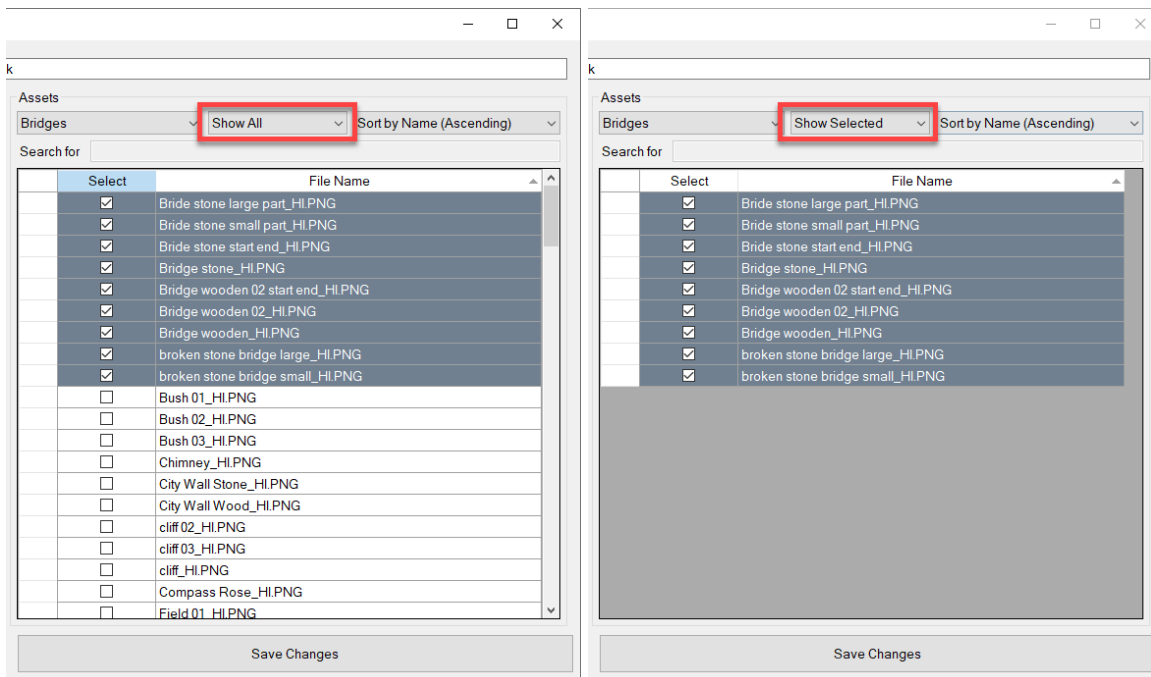 k
Assets
Bridges Show All Sort by Name (Ascending)
Search for
Select File Name
Bride stone large part_HI.PNG
Bride stone small part_HI.PNG
Bride stone start end_HI.PNG
Bridge stone_HI.PNG
Bridge wooden 02 start end_HI.PNG
Bridge wooden 02_HI.PNG
Bridge wooden_HI.PNG
broken stone bridge large_HI.PNG
broken stone bridge small_HI.PNG
Bush 01_HI.PNG
Bush 02_HI.PNG
Bush 03_HI.PNG
Chimney_HI.PNG
City Wall Stone_HI.PNG
City Wall Wood_HI.PNG
cliff 02_HI.PNG
cliff 03_HI.PNG
cliff_HI.PNG
Compass Rose_HI.PNG
Field 01_HI.PNG
Save Changes
k
Assets
Bridges Show Selected Sort by Name (Ascending)
Search for
Select File Name
Bride stone large part_HI.PNG
Bride stone small part_HI.PNG
Bride stone start end_HI.PNG
Bridge stone_HI.PNG
Bridge wooden 02 start end_HI.PNG
Bridge wooden 02_HI.PNG
Bridge wooden_HI.PNG
broken stone bridge large_HI.PNG
broken stone bridge small_HI.PNG
Save Changes